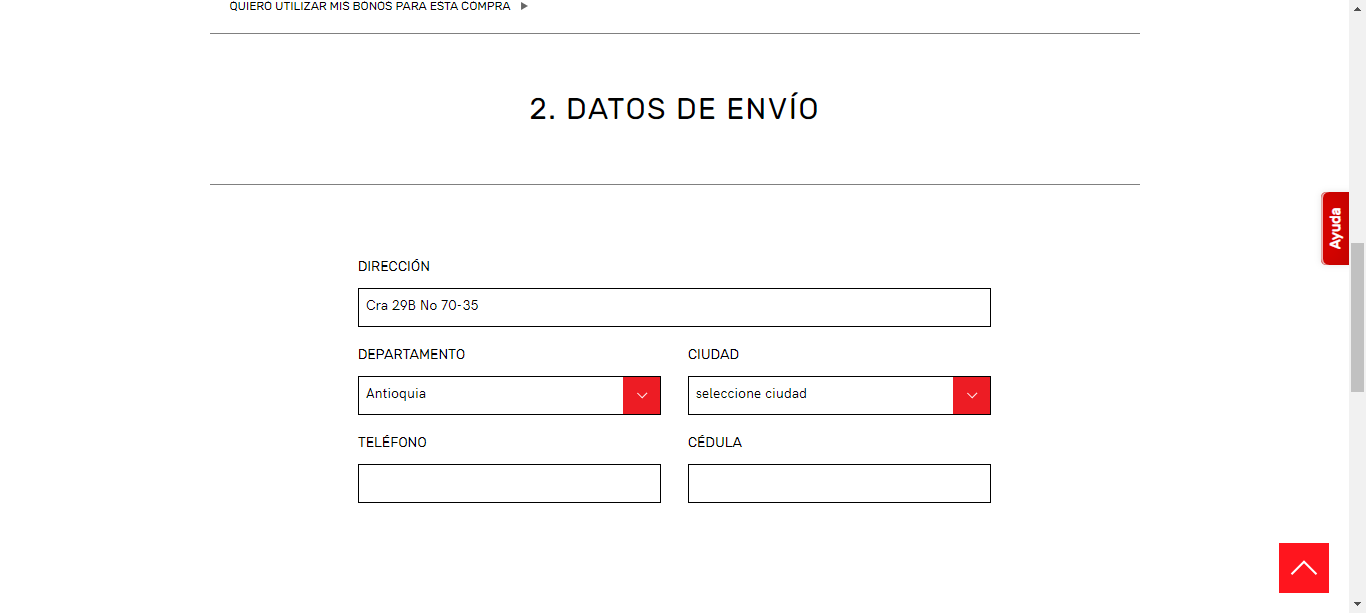 QUIERO UTILIZAR MIS BONOS PARA ESTA COMPRA
2. DATOS DE ENVÍO
Ayuda
DIRECCIÓN
Cra 29B No 70-35
DEPARTAMENTO CIUDAD
Antioquia seleccione ciudad
TELÉFONO CÉDULA